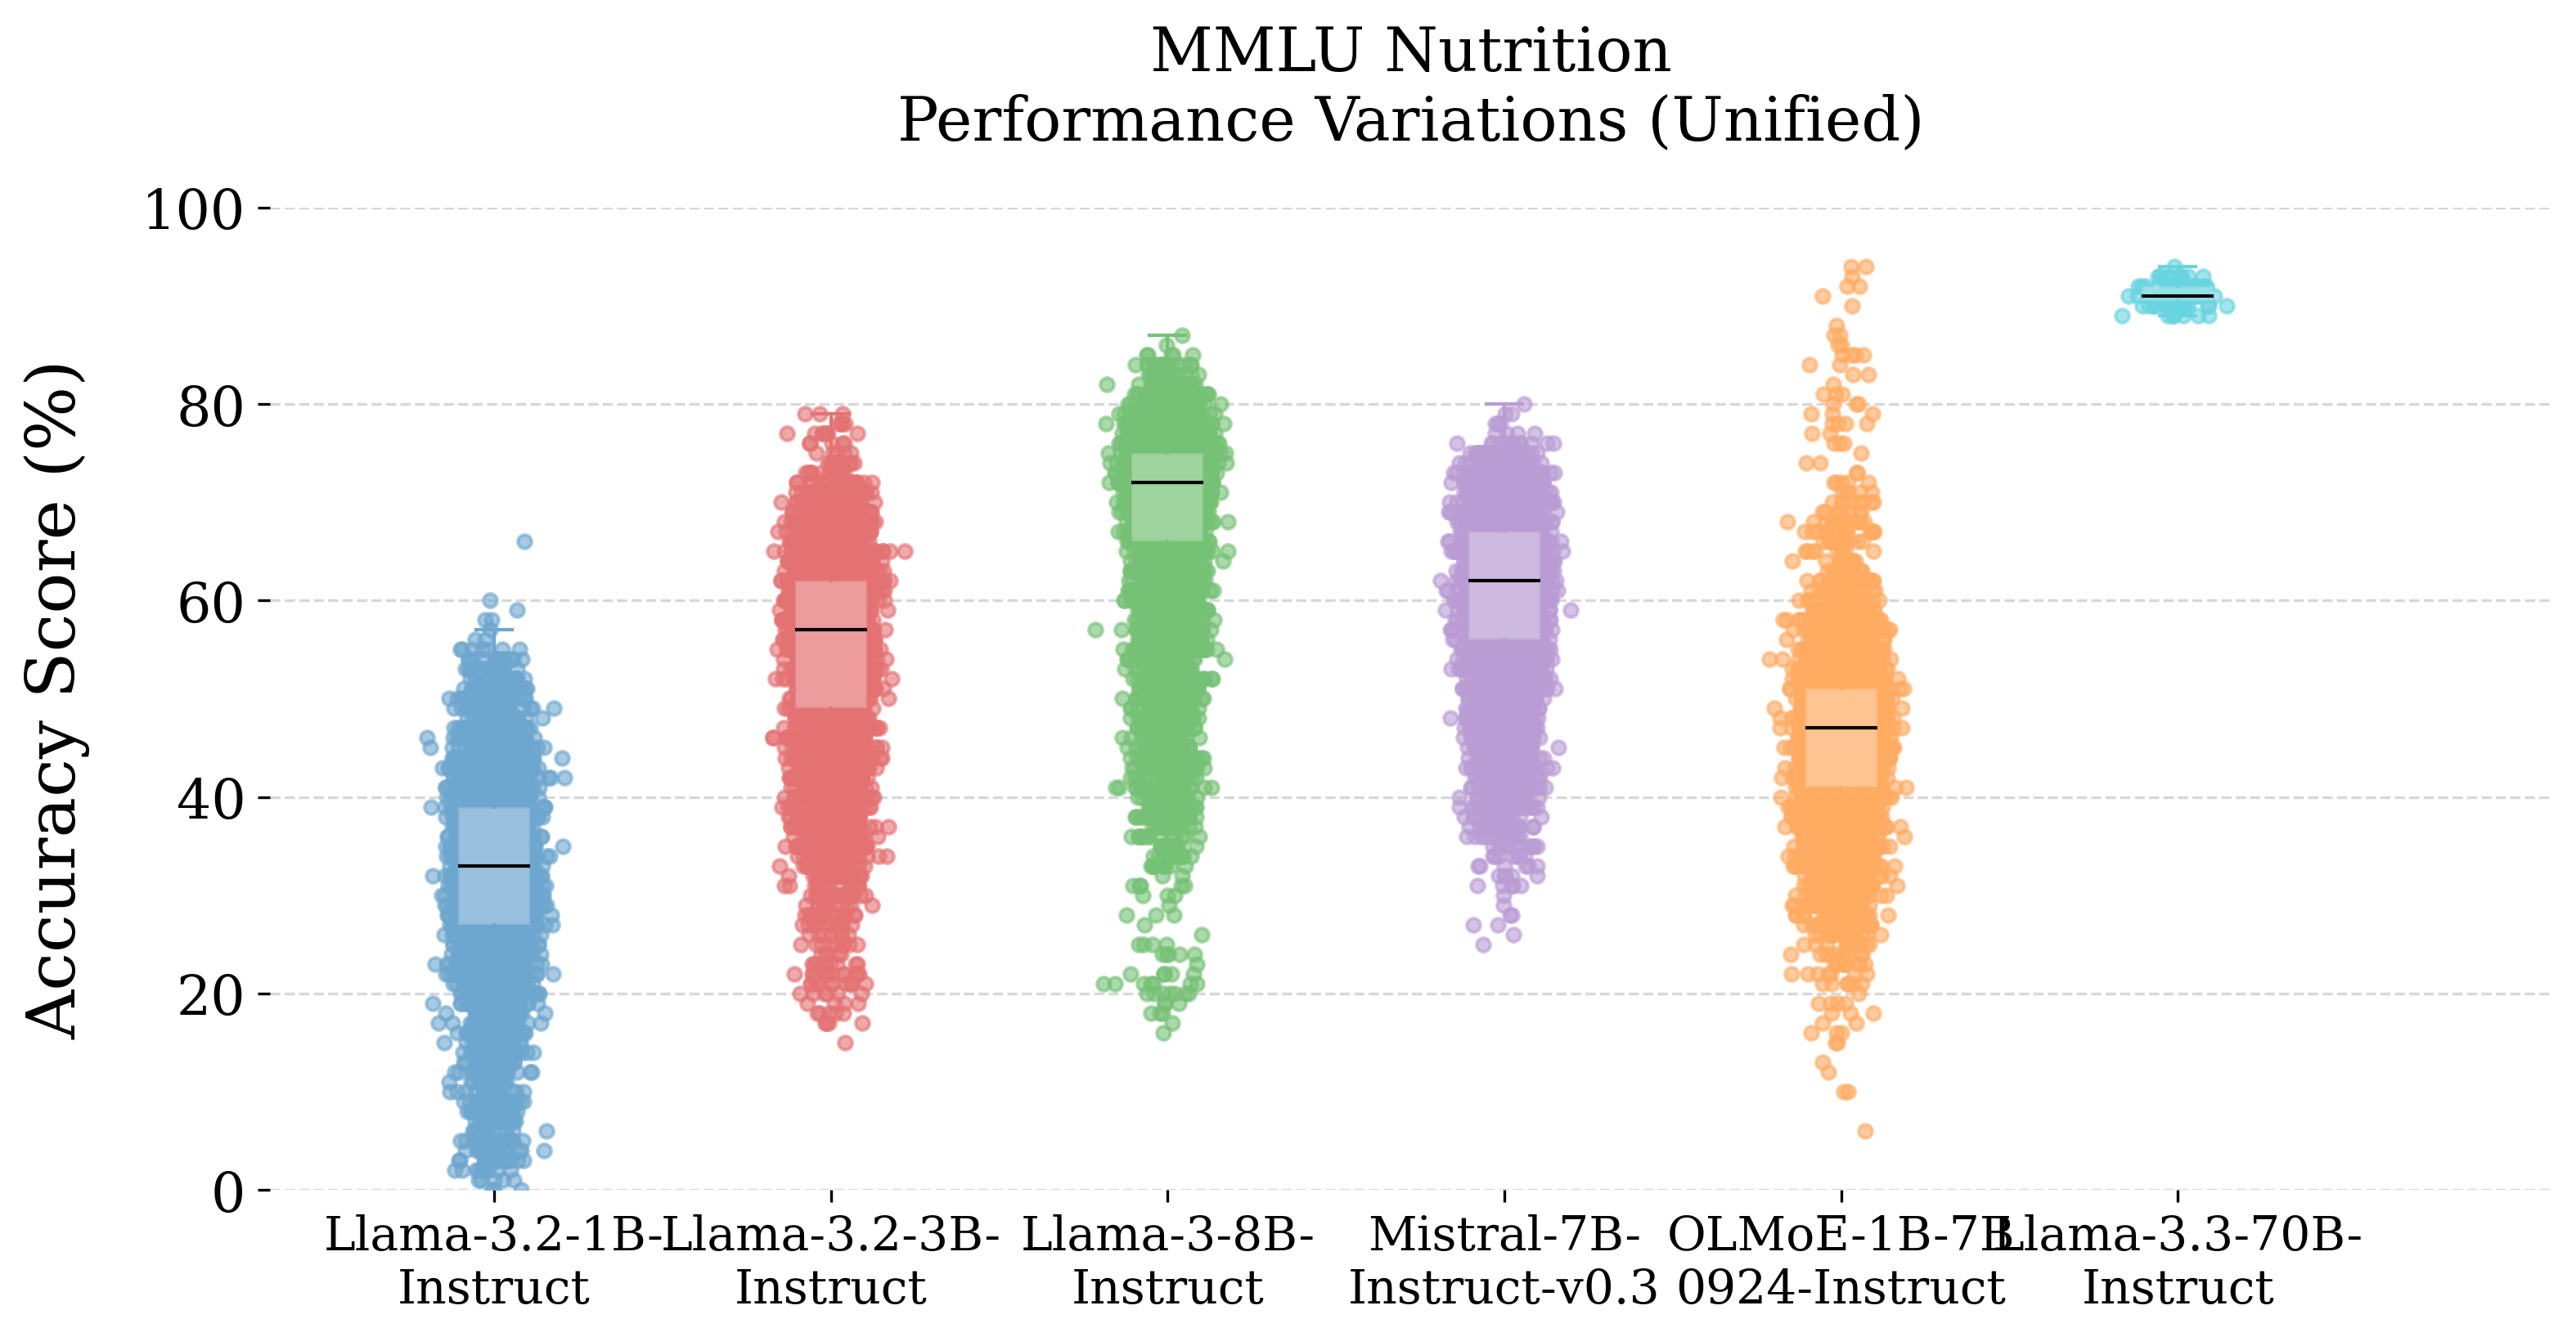 MMLU Nutrition
Performance Variations (Unified)
Accuracy Score (%)
100
80
60
40
20
0
Llama-3.2-1B-
Instruct
Llama-3.2-3B-
Instruct
Llama-3-8B-
Instruct
Mistral-7B-
Instruct-v0.3
OLMoE-1B-7B
0924-Instruct
Llama-3.3-70B-
Instruct